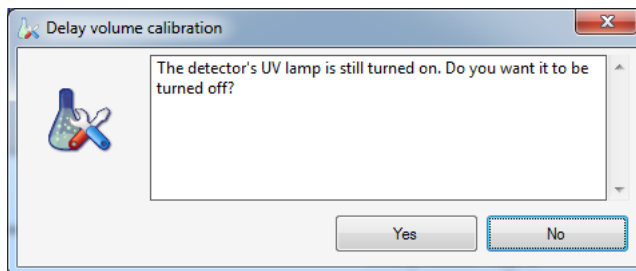 Delay volume calibration
The detector's UV lamp is still turned on. Do you want it to be
turned off?
Yes
No